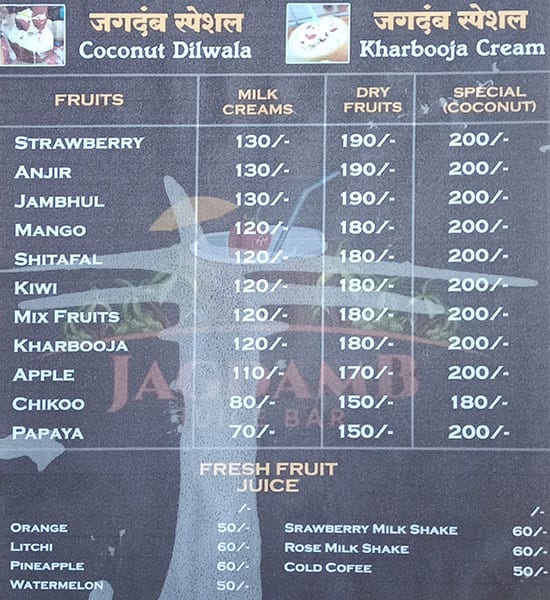 जगदंब स्पेशल
Coconut Dilwala
जगदंब स्पेशल
Kharbooja Cream
FRUITS MILK CREAMS DRY FRUITS SPECIAL (COCONUT)
STRAWBERRY 130/- 190/- 200/-
ANJIR 130/- 190/- 200/-
JAMBHUL 130/- 190/- 200/-
MANGO 120/- 180/- 200/-
SHITAFAL 120/- 180/- 200/-
KIWI 120/- 180/- 200/-
MIX FRUITS 120/- 180/- 200/-
KHARBOOJA 120/- 180/- 200/-
APPLE 110/- 170/- 200/-
CHIKOO 80/- 150/- 180/-
PAPAYA 70/- 150/- 200/-
JAGDAMB
JUICE BAR
FRESH FRUIT
JUICE
/-
ORANGE 50/-
LITCHI 60/-
PINEAPPLE 60/-
WATERMELON 50/-
/-
SRAWBERRY MILK SHAKE 60/-
ROSE MILK SHAKE 60/-
COLD COFEE 50/-